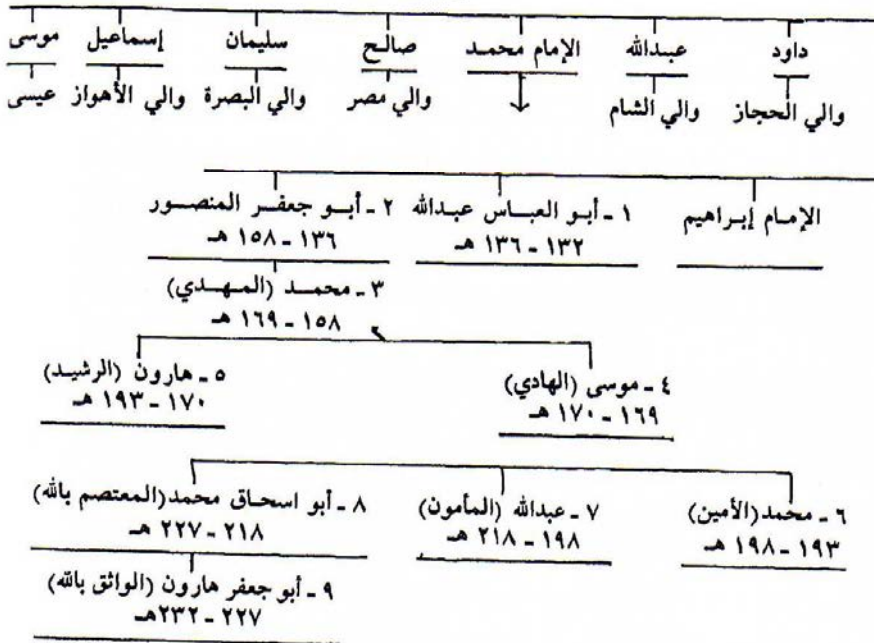 داود عبدالله الإمام محمد صالح سليمان إسماعيل موسى
والي الحجاز والي الشام والي مصر والي البصرة والي الأهواز عيسى
الإمام إبراهيم ١ - أبو العباس عبدالله ٢ - أبو جعفر المنصور
١٣٢ - ١٣٦ هـ ١٣٦ - ١٥٨ هـ
٣ - محمد (المهدي)
١٥٨ - ١٦٩ هـ
٤ - موسى (الهادي) ٥ - هارون (الرشيد)
١٦٩ - ١٧٠ هـ ١٧٠ - ١٩٣ هـ
٦ - محمد (الأمين) ٧ - عبدالله (المأمون) ٨ - أبو اسحاق محمد (المعتصم بالله)
١٩٣ - ١٩٨ هـ ١٩٨ - ٢١٨ هـ ٢١٨ - ٢٢٧ هـ
٩ - أبو جعفر هارون (الواثق بالله)
٢٢٧ - ٢٣٢ هـ